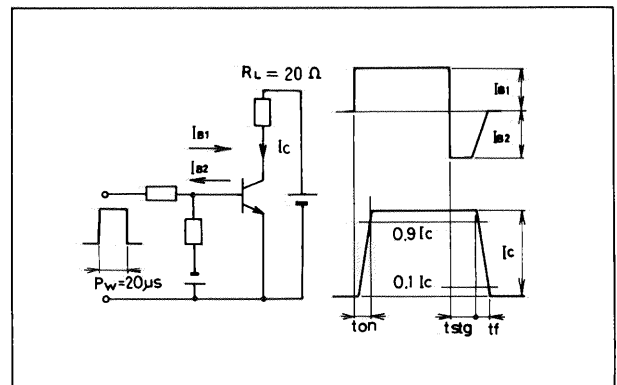 RL = 20 Ω
IB1
IB2
Ic
PW=20μs
IB1
IB2
0.9 Ic
Ic
0.1 Ic
ton
tstg
tf